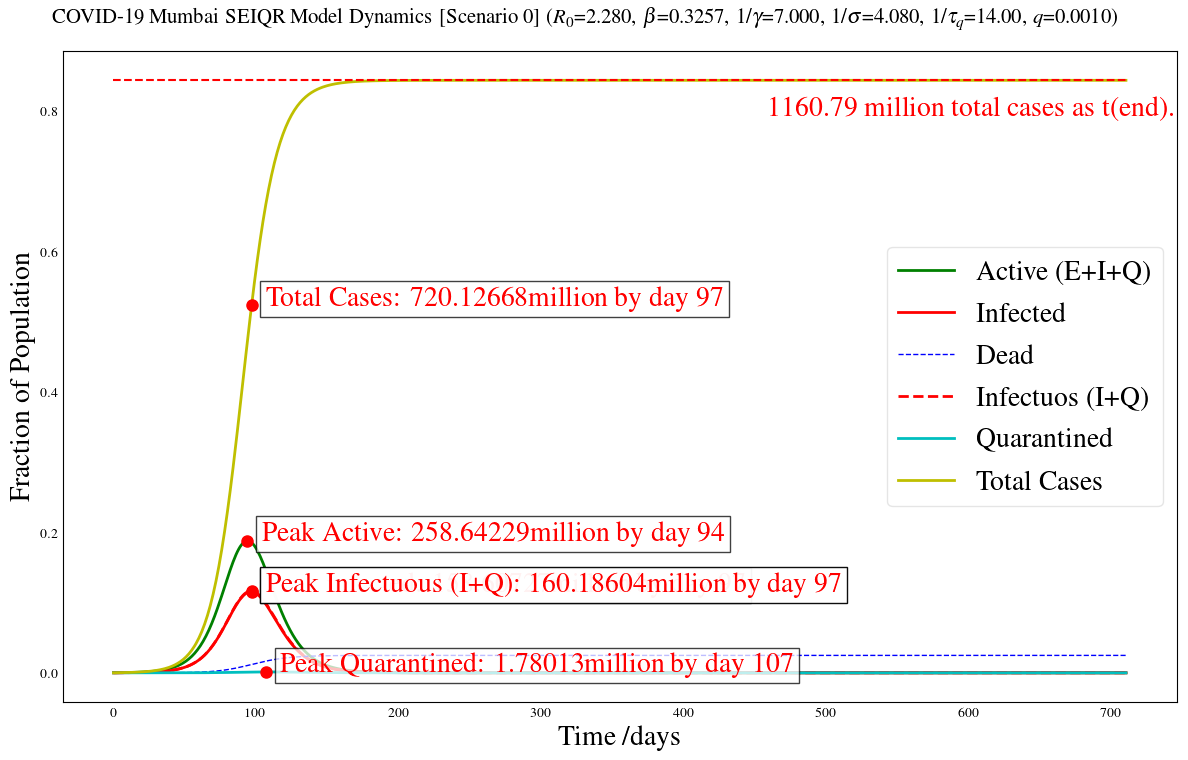 COVID-19 Mumbai SEIQR Model Dynamics [Scenario 0] (R₀=2.280, β=0.3257, 1/γ=7.000, 1/σ=4.080, 1/τ_q=14.00, q=0.0010)
Fraction of Population
0.8
0.6
0.4
0.2
0.0
1160.79 million total cases as t(end).
Total Cases: 720.12668million by day 97
Peak Active: 258.64229million by day 94
Peak Infectuous (I+Q): 160.18604million by day 97
Peak Quarantined: 1.78013million by day 107
Active (E+I+Q)
Infected
Dead
Infectuos (I+Q)
Quarantined
Total Cases
0 100 200 300 400 500 600 700
Time /days